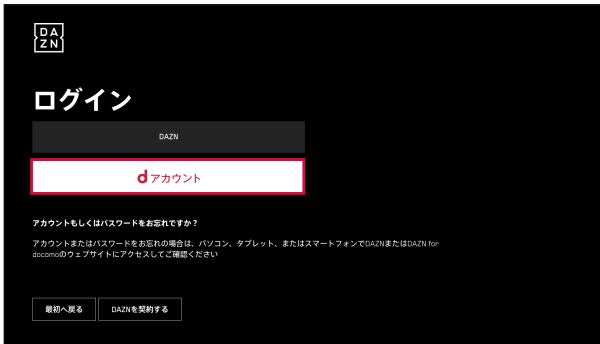 DA
ZN
ログイン
DAZN
dアカウント
アカウントもしくはパスワードをお忘れですか？
アカウントまたはパスワードをお忘れの場合は、パソコン、タブレット、またはスマートフォンでDAZNまたはDAZN for
docomoのウェブサイトにアクセスしてご確認ください
最初へ戻る
DAZNを契約する